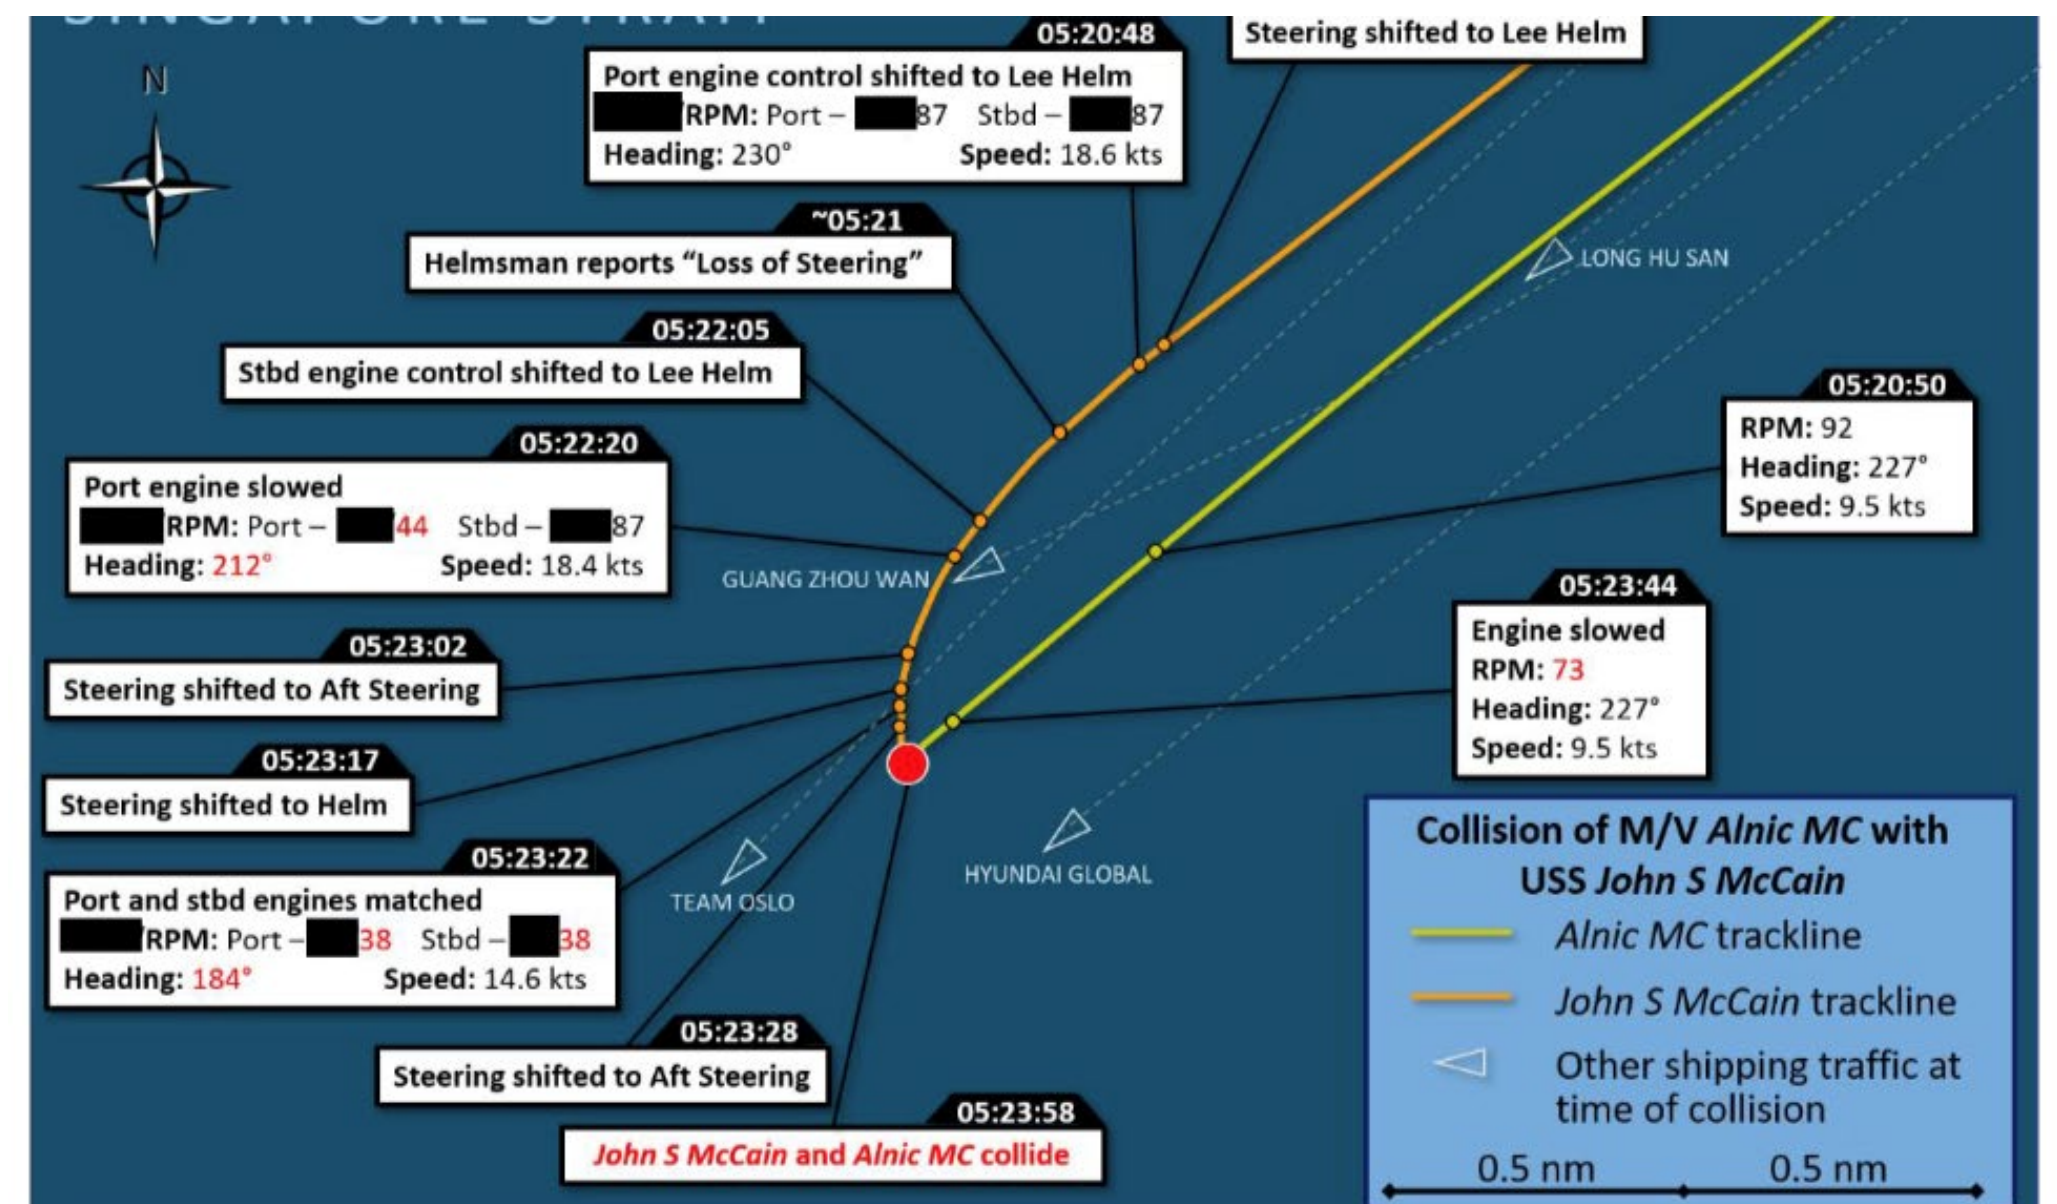 SINGAPORE STRAIT
N
05:20:48
Port engine control shifted to Lee Helm
RPM: Port – 87 Stbd – 87
Heading: 230° Speed: 18.6 kts
Steering shifted to Lee Helm
~05:21
Helmsman reports “Loss of Steering”
05:22:05
Stbd engine control shifted to Lee Helm
LONG HU SAN
05:20:50
RPM: 92
Heading: 227°
Speed: 9.5 kts
05:22:20
Port engine slowed
RPM: Port – 44 Stbd – 87
Heading: 212° Speed: 18.4 kts
GUANG ZHOU WAN
05:23:44
Engine slowed
RPM: 73
Heading: 227°
Speed: 9.5 kts
05:23:02
Steering shifted to Aft Steering
05:23:17
Steering shifted to Helm
05:23:22
Port and stbd engines matched
RPM: Port – 38 Stbd – 38
Heading: 184° Speed: 14.6 kts
TEAM OSLO
HYUNDAI GLOBAL
05:23:28
Steering shifted to Aft Steering
05:23:58
John S McCain and Alnic MC collide
Collision of M/V Alnic MC with
USS John S McCain
Alnic MC trackline
John S McCain trackline
Other shipping traffic at
time of collision
0.5 nm 0.5 nm